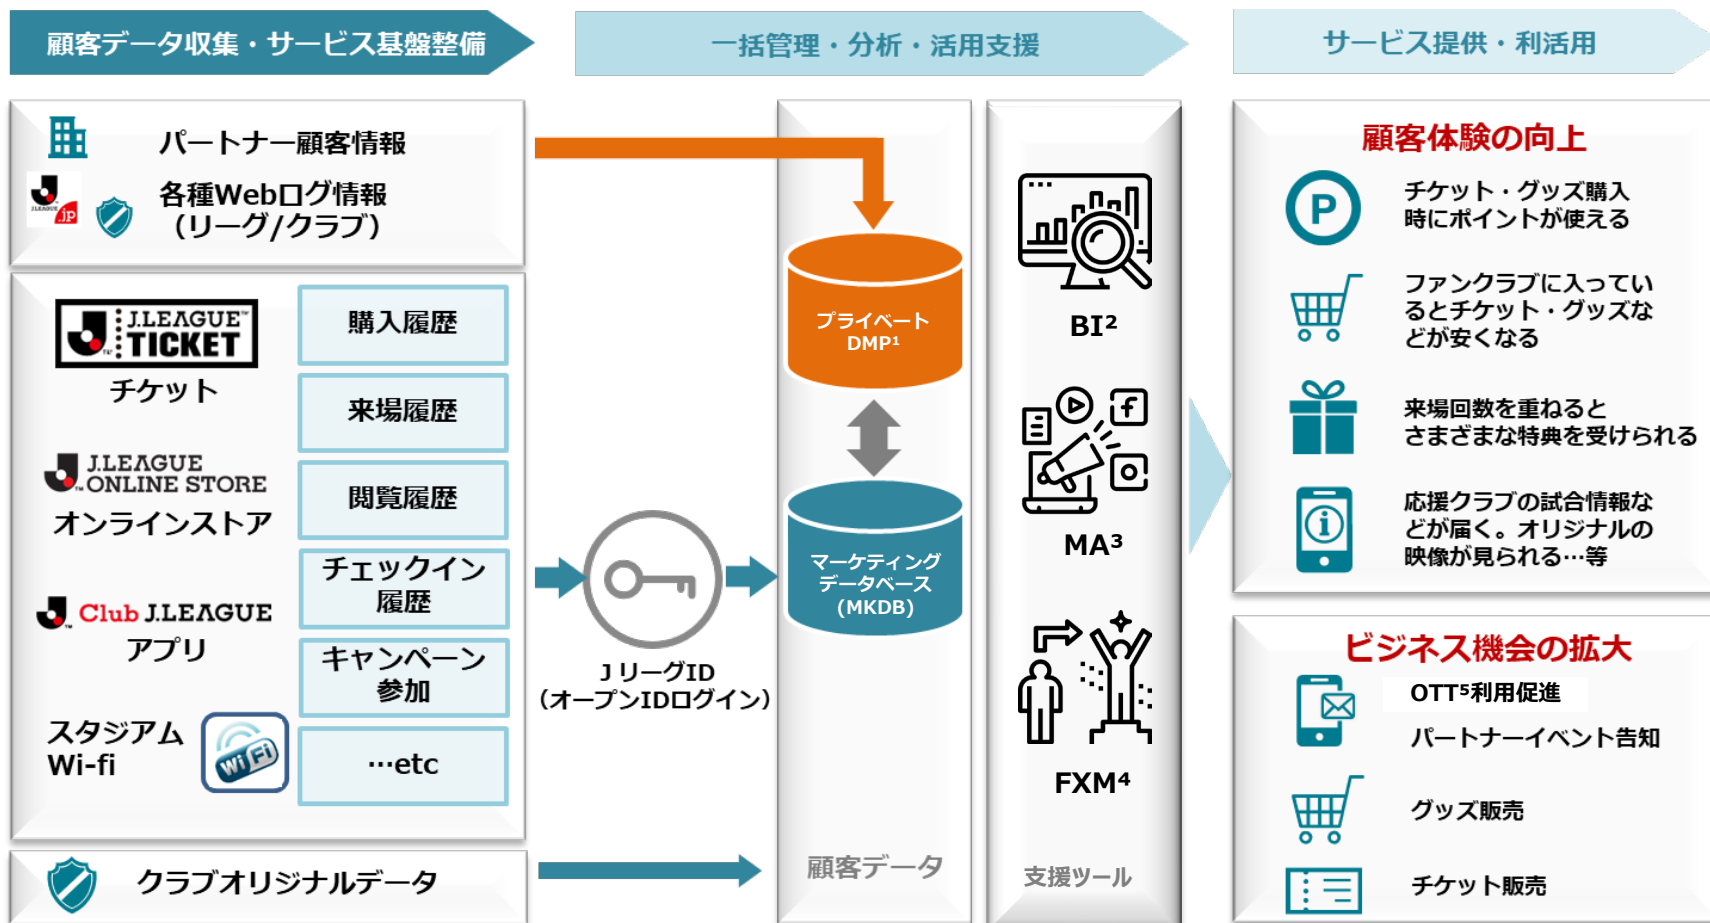 顧客データ収集・サービス基盤整備
一括管理・分析・活用支援
サービス提供・利活用
パートナー顧客情報
J.LEAGUE
.jp
各種Webログ情報
（リーグ/クラブ）
J.LEAGUE™
TICKET
チケット
J.LEAGUE
ONLINE STORE
オンラインストア
Club J.LEAGUE
アプリ
スタジアム
Wi-fi
WiFi
購入履歴
来場履歴
閲覧履歴
チェックイン
履歴
キャンペーン
参加
…etc
クラブオリジナルデータ
JリーグID
（オープンIDログイン）
プライベート
DMP¹
マーケティング
データベース
(MKDB)
顧客データ
BI²
MA³
FXM⁴
支援ツール
顧客体験の向上
P
チケット・グッズ購入
時にポイントが使える
ファンクラブに入ってい
るとチケット・グッズな
どが安くなる
来場回数を重ねると
さまざまな特典を受けられる
応援クラブの試合情報な
どが届く。オリジナルの
映像が見られる…等
ビジネス機会の拡大
OTT⁵利用促進
パートナーイベント告知
グッズ販売
チケット販売